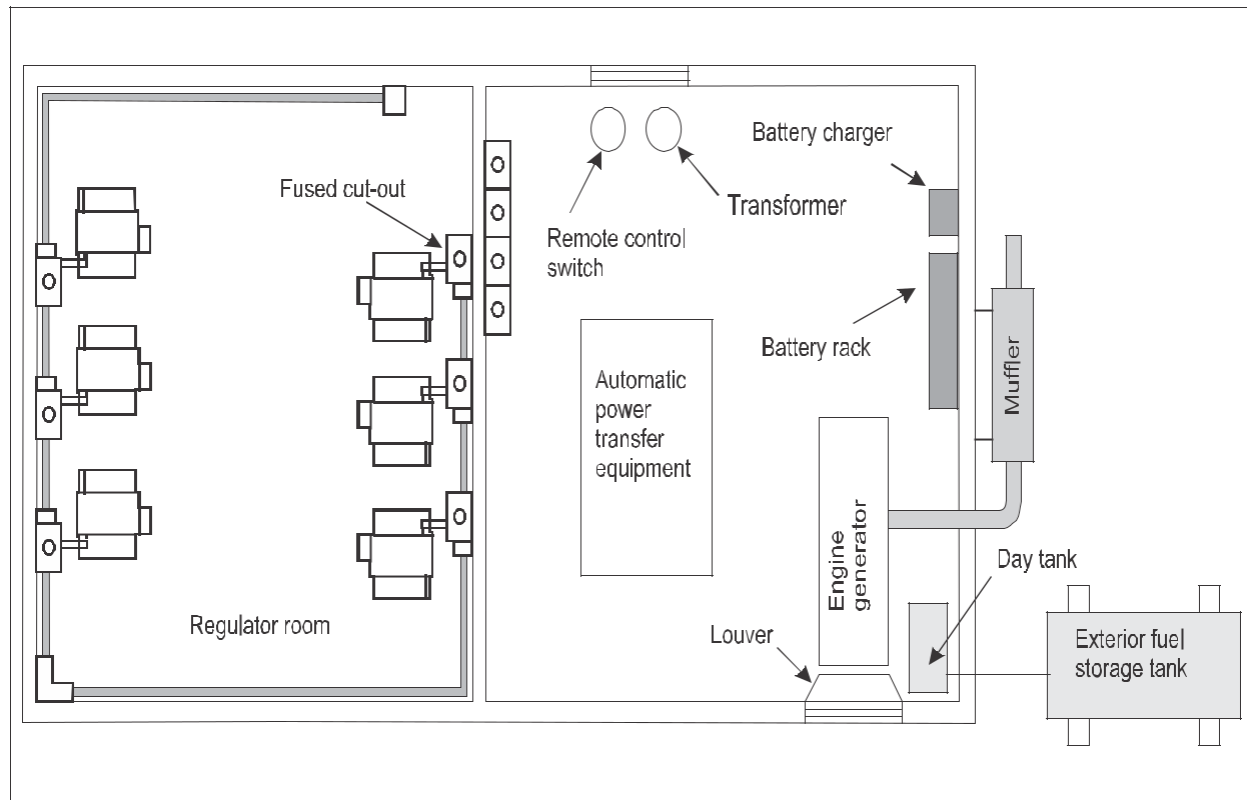 Battery charger
Fused cut-out
Transformer
Remote control
switch
Battery rack
Muffler
Automatic
power
transfer
equipment
Engine
generator
Day tank
Regulator room
Louver
Exterior fuel
storage tank